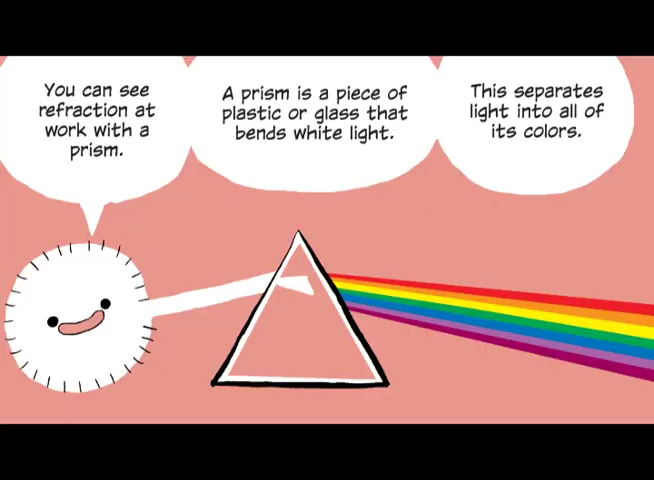 You can see
refraction at
work with a
prism.
A prism is a piece of
plastic or glass that
bends white light.
This separates
light into all of
its colors.